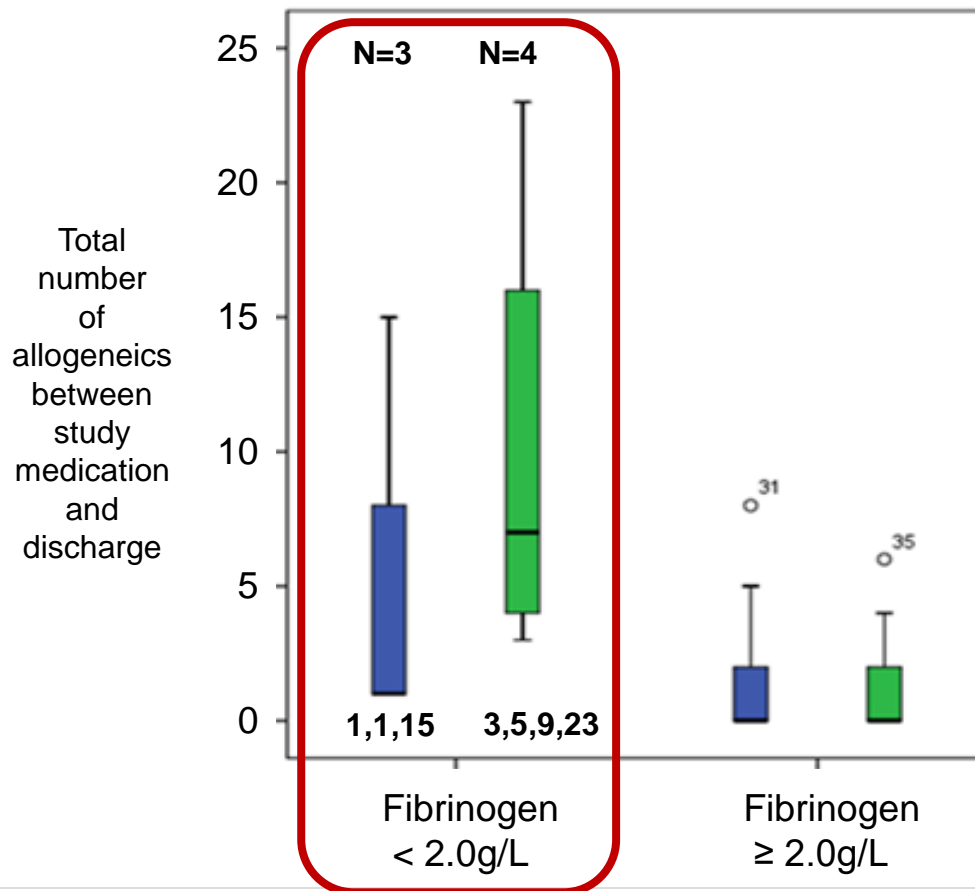 Total
number
of
allogeneics
between
study
medication
and
discharge
25
20
15
10
5
0
N=3 N=4
1,1,15 3,5,9,23
31
35
Fibrinogen
< 2.0g/L
Fibrinogen
≥ 2.0g/L